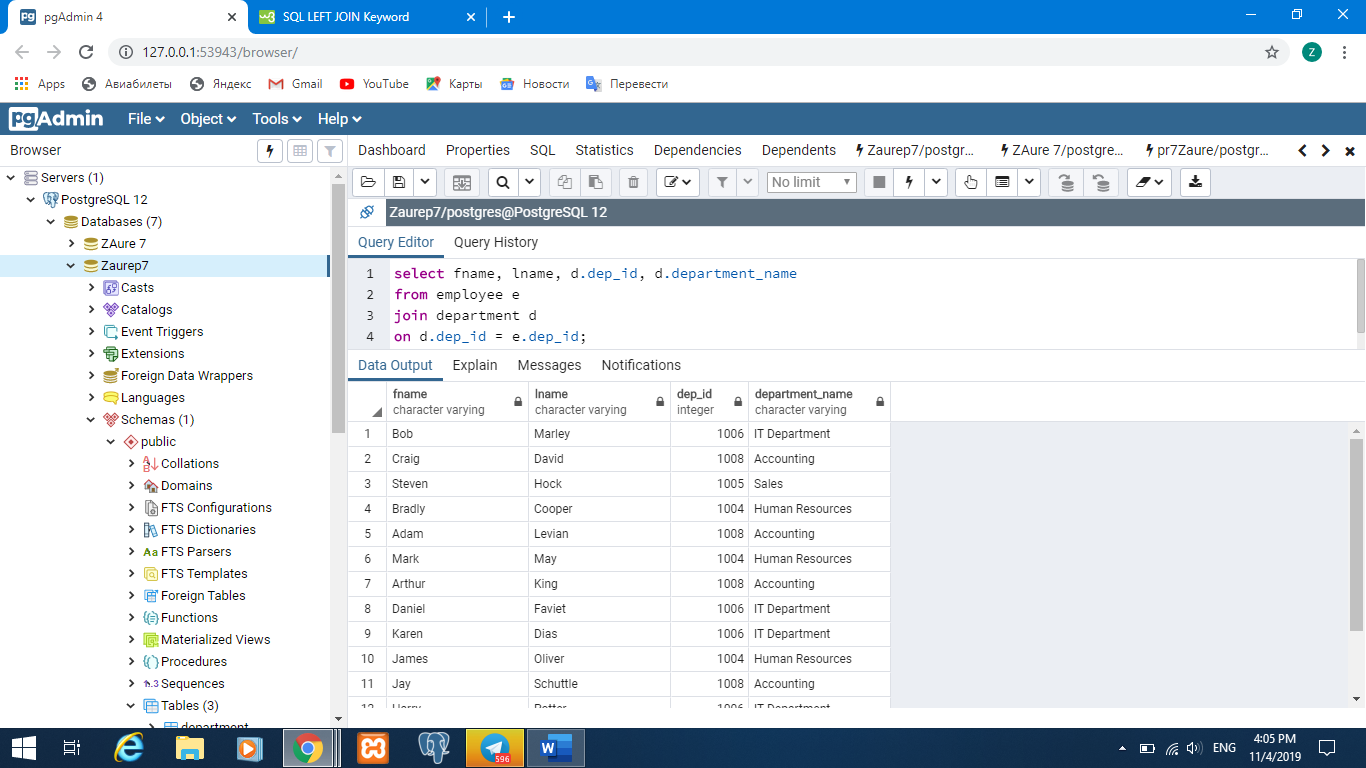 pgAdmin 4
SQL LEFT JOIN Keyword
127.0.0.1:53943/browser/
Z
Apps Авиабилеты Яндекс Gmail YouTube Карты Новости Перевести
pgAdmin File Object Tools Help
Browser
Dashboard Properties SQL Statistics Dependencies Dependents Zaurep7/postgr... ZAure 7/postgre... pr7Zaure/postgr...
No limit
Zaurep7/postgres@PostgreSQL 12
Query Editor Query History
1 select fname, lname, d.dep_id, d.department_name
2 from employee e
3 join department d
4 on d.dep_id = e.dep_id;
Data Output Explain Messages Notifications
fname character varying lname character varying dep_id integer department_name character varying
1 Bob Marley 1006 IT Department
2 Craig David 1008 Accounting
3 Steven Hock 1005 Sales
4 Bradly Cooper 1004 Human Resources
5 Adam Levian 1008 Accounting
6 Mark May 1004 Human Resources
7 Arthur King 1008 Accounting
8 Daniel Faviet 1006 IT Department
9 Karen Dias 1006 IT Department
10 James Oliver 1004 Human Resources
11 Jay Schuttle 1008 Accounting
12 Harry Potter 1006 IT Department
Servers (1)
PostgreSQL 12
Databases (7)
ZAure 7
Zaurep7
Casts
Catalogs
Event Triggers
Extensions
Foreign Data Wrappers
Languages
Schemas (1)
public
Collations
Domains
FTS Configurations
FTS Dictionaries
Aa FTS Parsers
FTS Templates
Foreign Tables
Functions
Materialized Views
Procedures
1..3 Sequences
Tables (3)
department
596
ENG
4:05 PM
11/4/2019